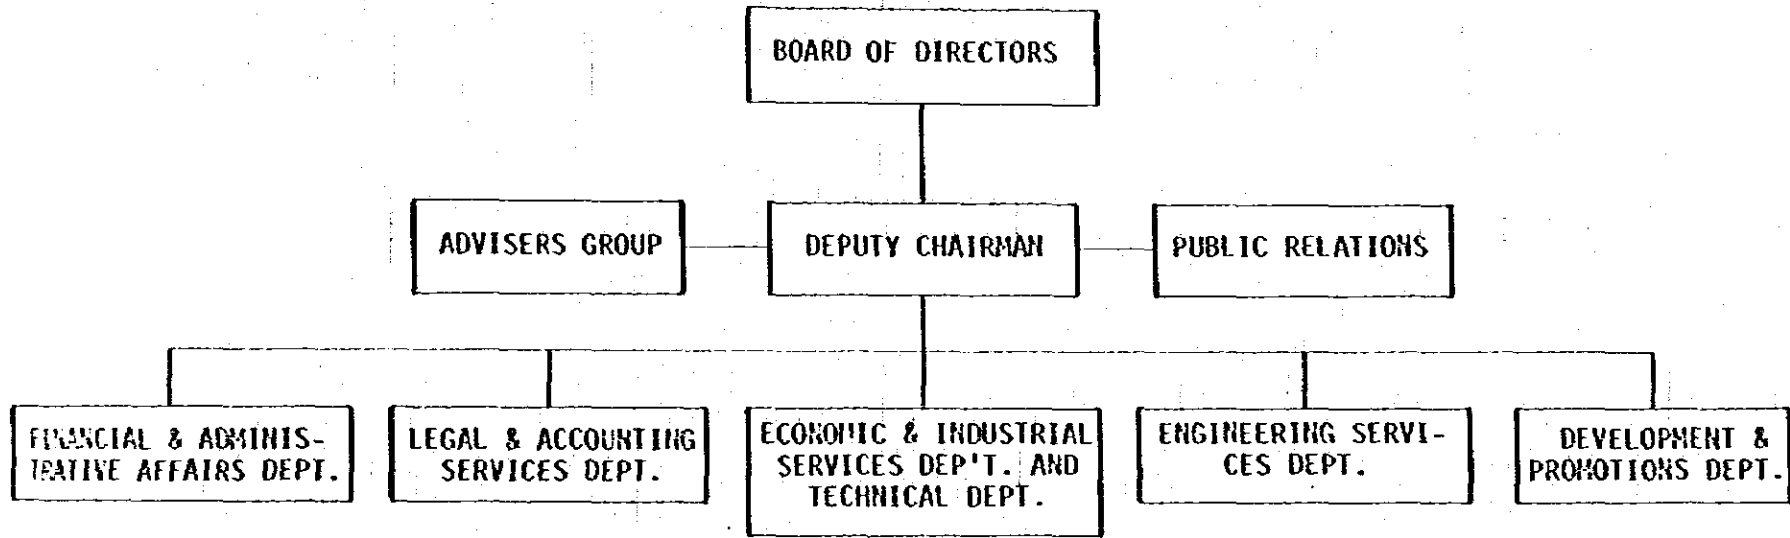 BOARD OF DIRECTORS
ADVISERS GROUP
DEPUTY CHAIRMAN
PUBLIC RELATIONS
FINANCIAL & ADMINIS-
TRATIVE AFFAIRS DEPT.
LEGAL & ACCOUNTING
SERVICES DEPT.
ECONOMIC & INDUSTRIAL
SERVICES DEP'T. AND
TECHNICAL DEPT.
ENGINEERING SERVI-
CES DEPT.
DEVELOPMENT &
PROMOTIONS DEPT.